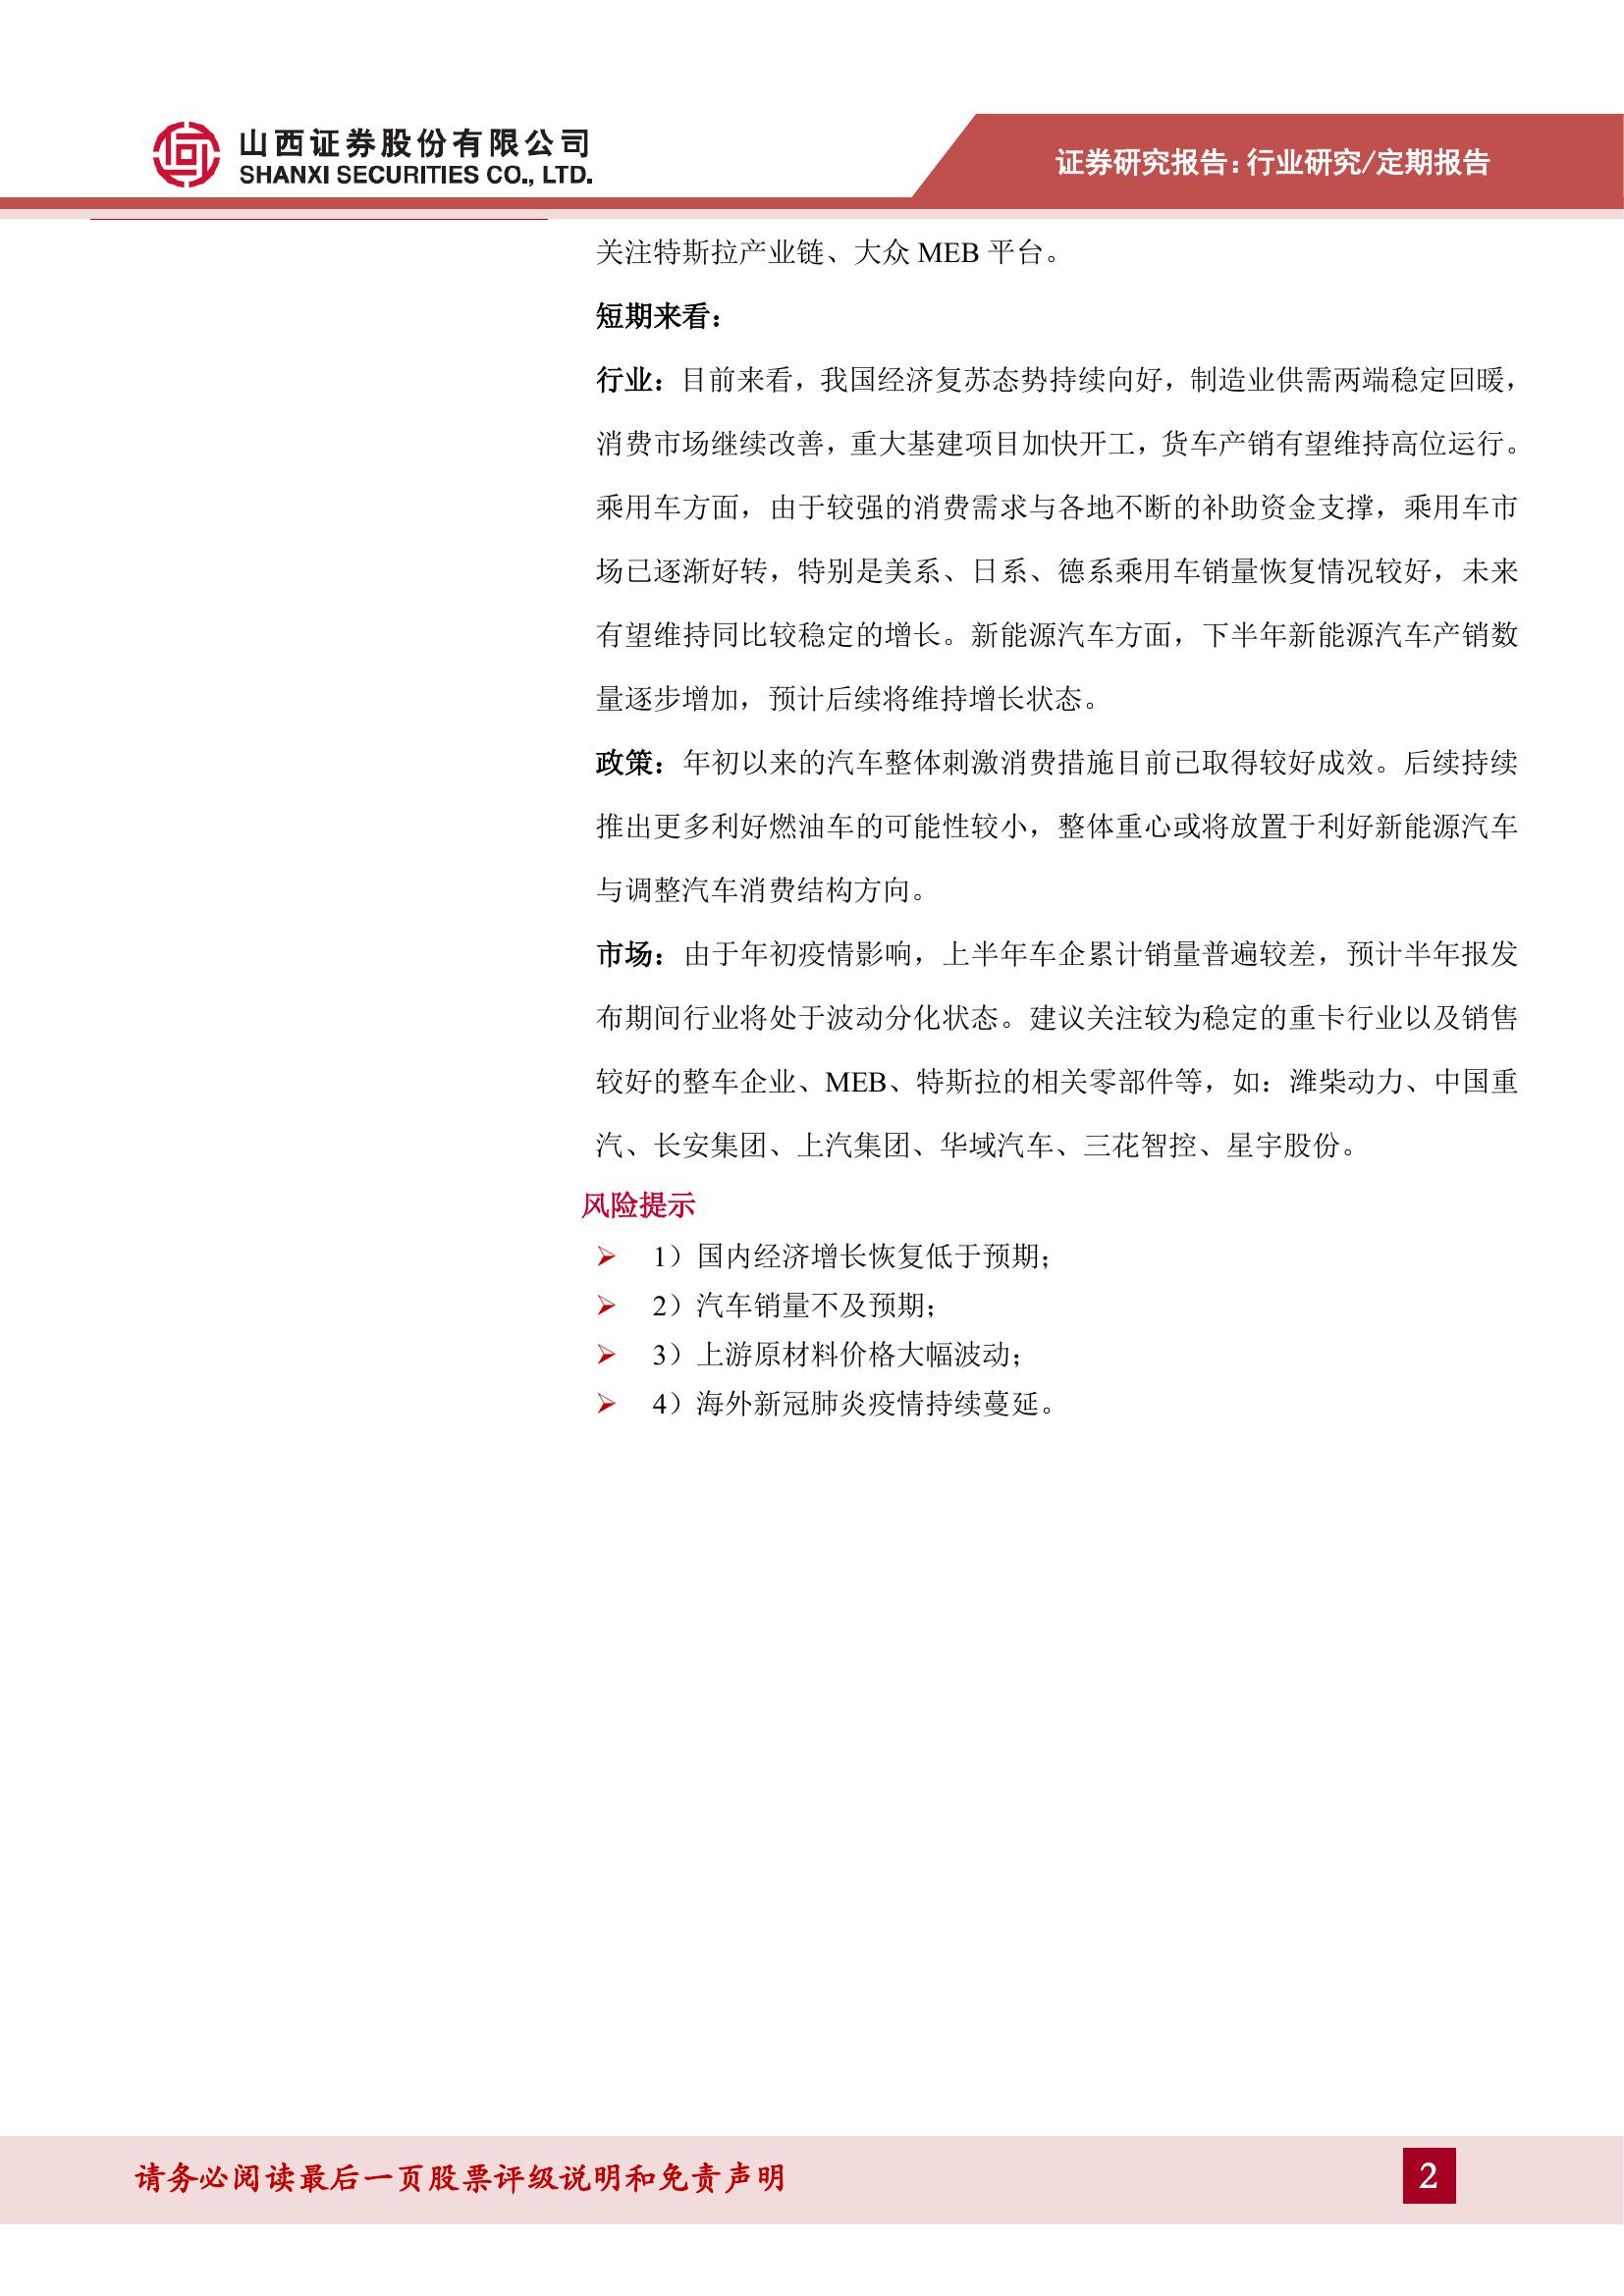 山西证券股份有限公司
SHANXI SECURITIES CO., LTD.
证券研究报告：行业研究/定期报告
关注特斯拉产业链、大众 MEB 平台。
短期来看：
行业：目前来看，我国经济复苏态势持续向好，制造业供需两端稳定回暖，
消费市场继续改善，重大基建项目加快开工，货车产销有望维持高位运行。
乘用车方面，由于较强的消费需求与各地不断的补助资金支撑，乘用车市
场已逐渐好转，特别是美系、日系、德系乘用车销量恢复情况较好，未来
有望维持同比较稳定的增长。新能源汽车方面，下半年新能源汽车产销数
量逐步增加，预计后续将维持增长状态。
政策：年初以来的汽车整体刺激消费措施目前已取得较好成效。后续持续
推出更多利好燃油车的可能性较小，整体重心或将放置于利好新能源汽车
与调整汽车消费结构方向。
市场：由于年初疫情影响，上半年车企累计销量普遍较差，预计半年报发
布期间行业将处于波动分化状态。建议关注较为稳定的重卡行业以及销售
较好的整车企业、MEB、特斯拉的相关零部件等，如：潍柴动力、中国重
汽、长安集团、上汽集团、华域汽车、三花智控、星宇股份。
风险提示
➢ 1）国内经济增长恢复低于预期；
➢ 2）汽车销量不及预期；
➢ 3）上游原材料价格大幅波动；
➢ 4）海外新冠肺炎疫情持续蔓延。
请务必阅读最后一页股票评级说明和免责声明
2